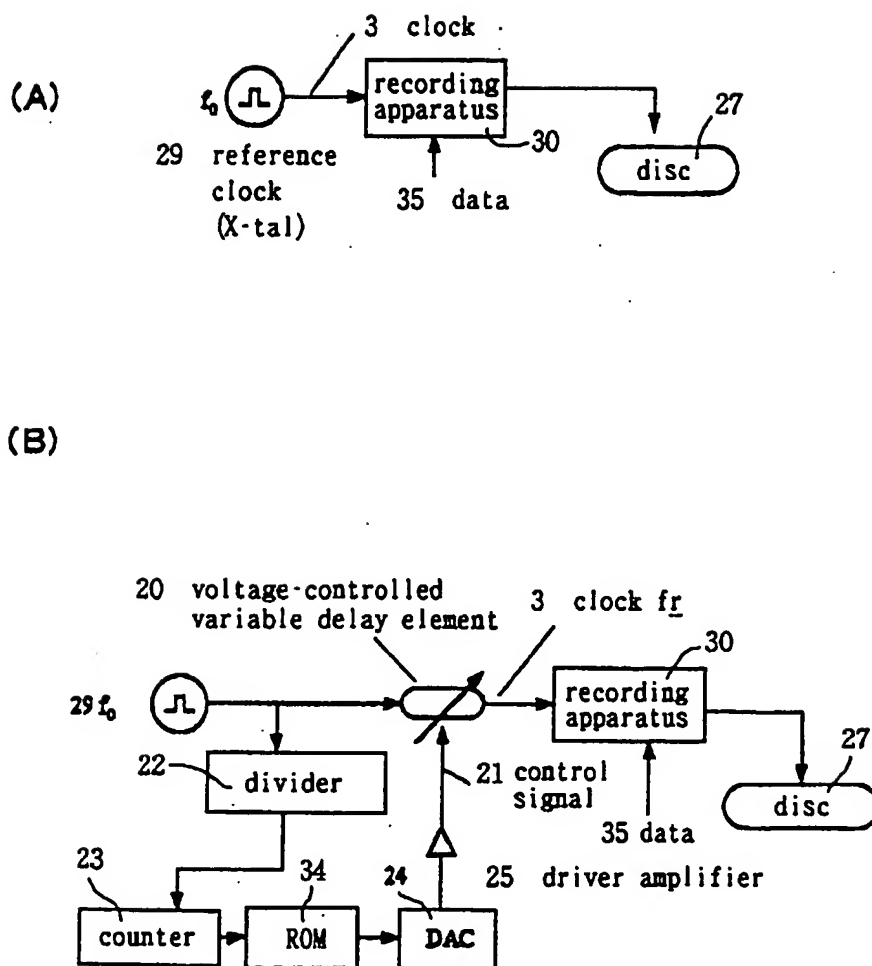 3 clock
(A)
f₀
recording
apparatus
30
27
29 reference
clock
(X-tal)
35 data
disc
(B)
20 voltage-controlled
variable delay element
3 clock fr
30
29 f₀
recording
apparatus
22
divider
21 control
signal
27
disc
35 data
23
34
24
25 driver amplifier
counter
ROM
DAC